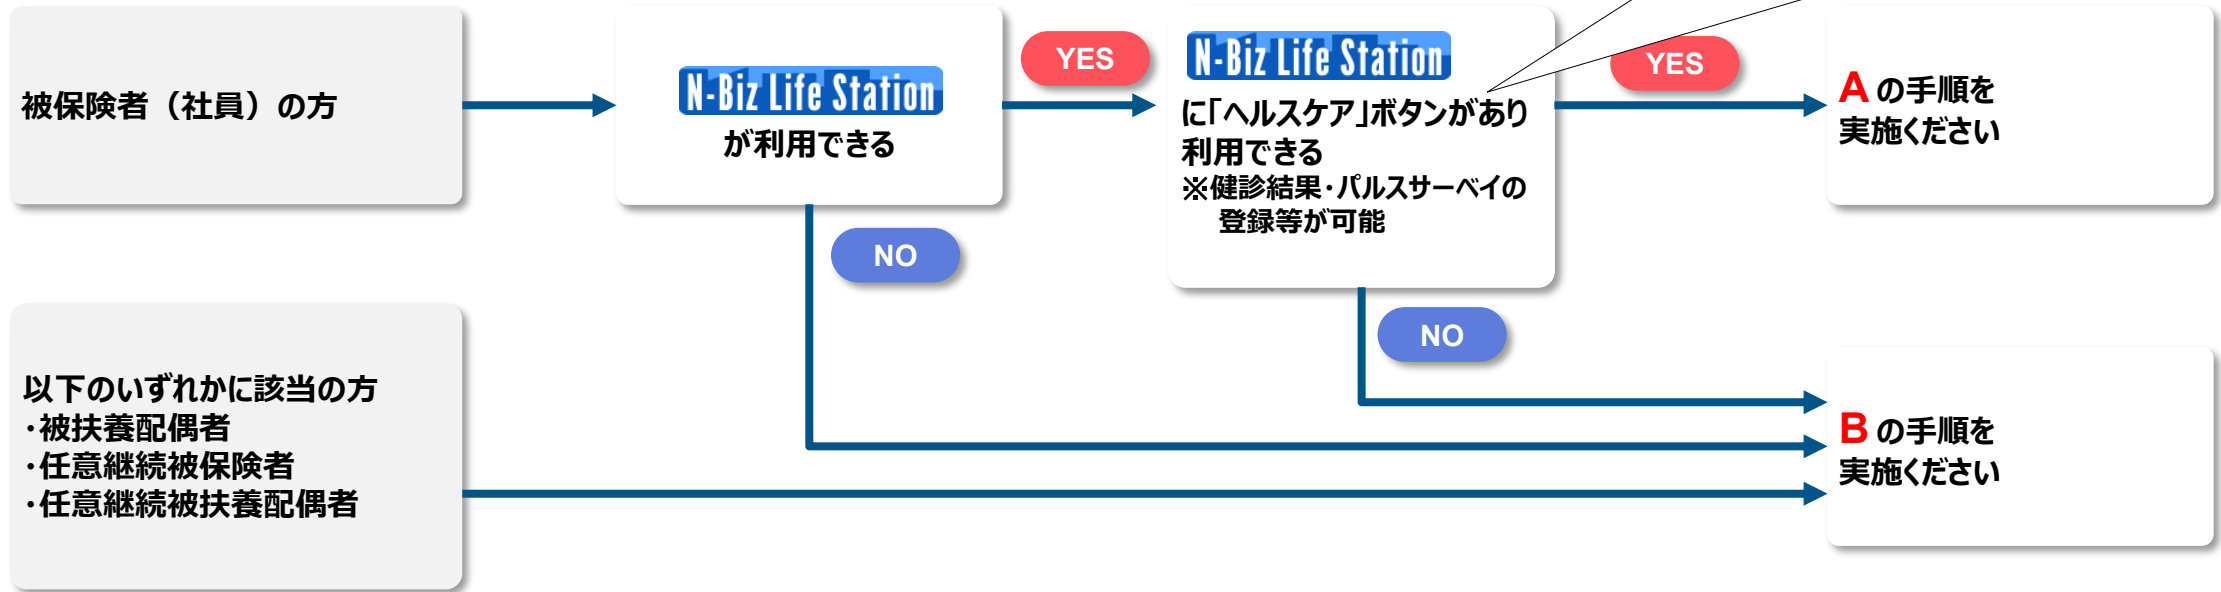 被保険者（社員）の方
N-Biz Life Station
が利用できる
YES
NO
N-Biz Life Station
に「ヘルスケア」ボタンがあり
利用できる
※健診結果・パルスサーベイの
登録等が可能
YES
NO
Aの手順を
実施ください
以下のいずれかに該当の方
・被扶養配偶者
・任意継続被保険者
・任意継続被扶養配偶者
Bの手順を
実施ください